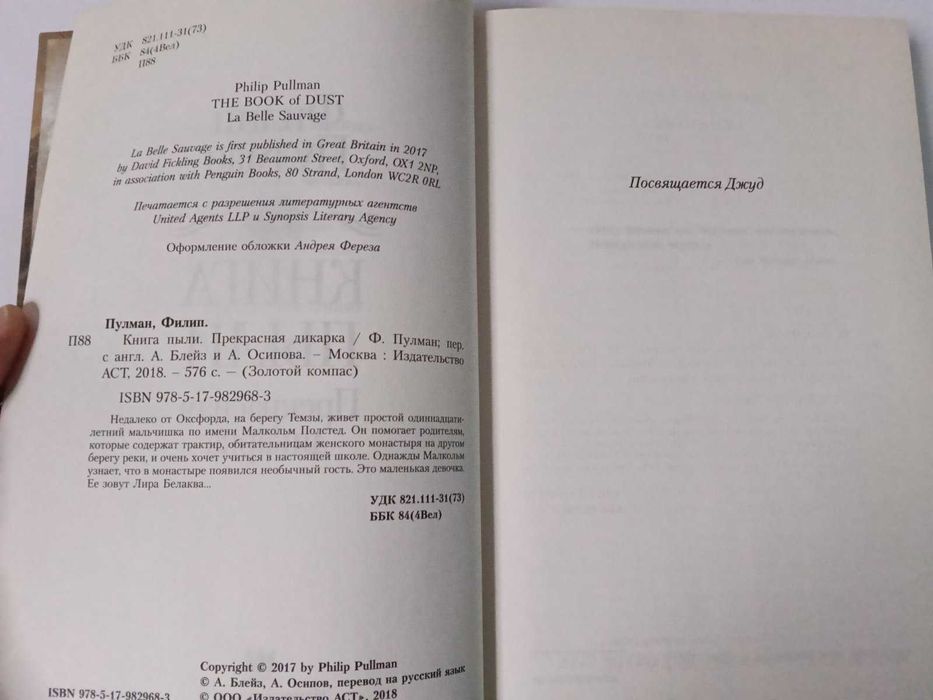 УДК 821.111-31(73)
ББК 84(4Вел)
П88
Philip Pullman
THE BOOK of DUST
La Belle Sauvage
La Belle Sauvage is first published in Great Britain in 2017
by David Fickling Books, 31 Beaumont Street, Oxford, OX1 2NP,
in association with Penguin Books, 80 Strand, London WC2R 0RL
Печатается с разрешения литературных агентств
United Agents LLP и Synopsis Literary Agency
Оформление обложки Андрея Фереза
Пулман, Филип.
П88 Книга пыли. Прекрасная дикарка / Ф. Пулман; пер.
с англ. А. Блейз и А. Осипова. – Москва : Издательство
АСТ, 2018. – 576 с. — (Золотой компас)
ISBN 978-5-17-982968-3
Недалеко от Оксфорда, на берегу Темзы, живет простой одиннадцати-
летний мальчишка по имени Малкольм Полстед. Он помогает родителям,
которые содержат трактир, обитательницам женского монастыря на другом
берегу реки, и очень хочет учиться в настоящей школе. Однажды Малкольм
узнает, что в монастыре появился необычный гость. Это маленькая девочка.
Ее зовут Лира Белаква...
УДК 821.111-31(73)
ББК 84(4Вел)
Copyright © 2017 by Philip Pullman
© А. Блейз, А. Осипов, перевод на русский язык
ISBN 978-5-17-982968-3 © ООО «Издательство АСТ», 2018
Посвящается Джуд